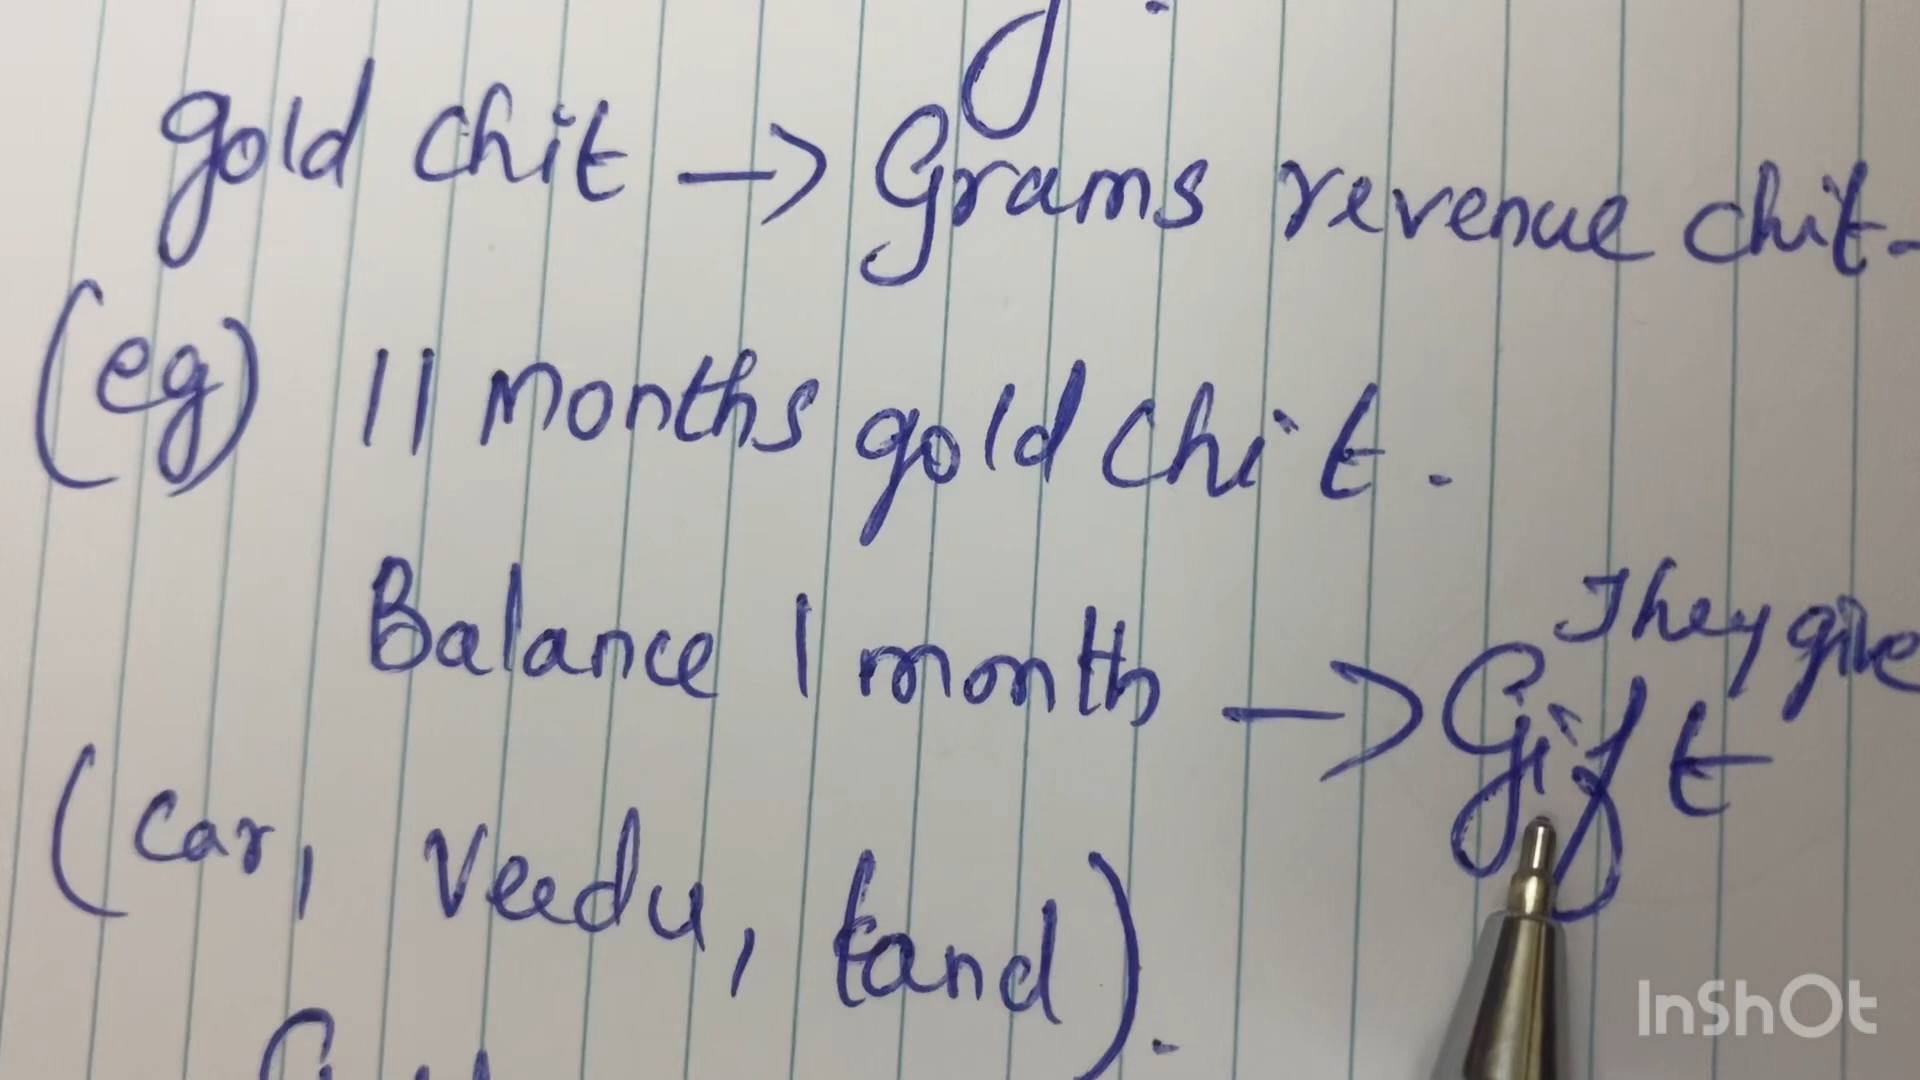 gold chit → Grams revenue chit.
(eg) 11 Months gold chit.
They give
Balance 1 month → Gift
(car, Veedu, land).
InShOt